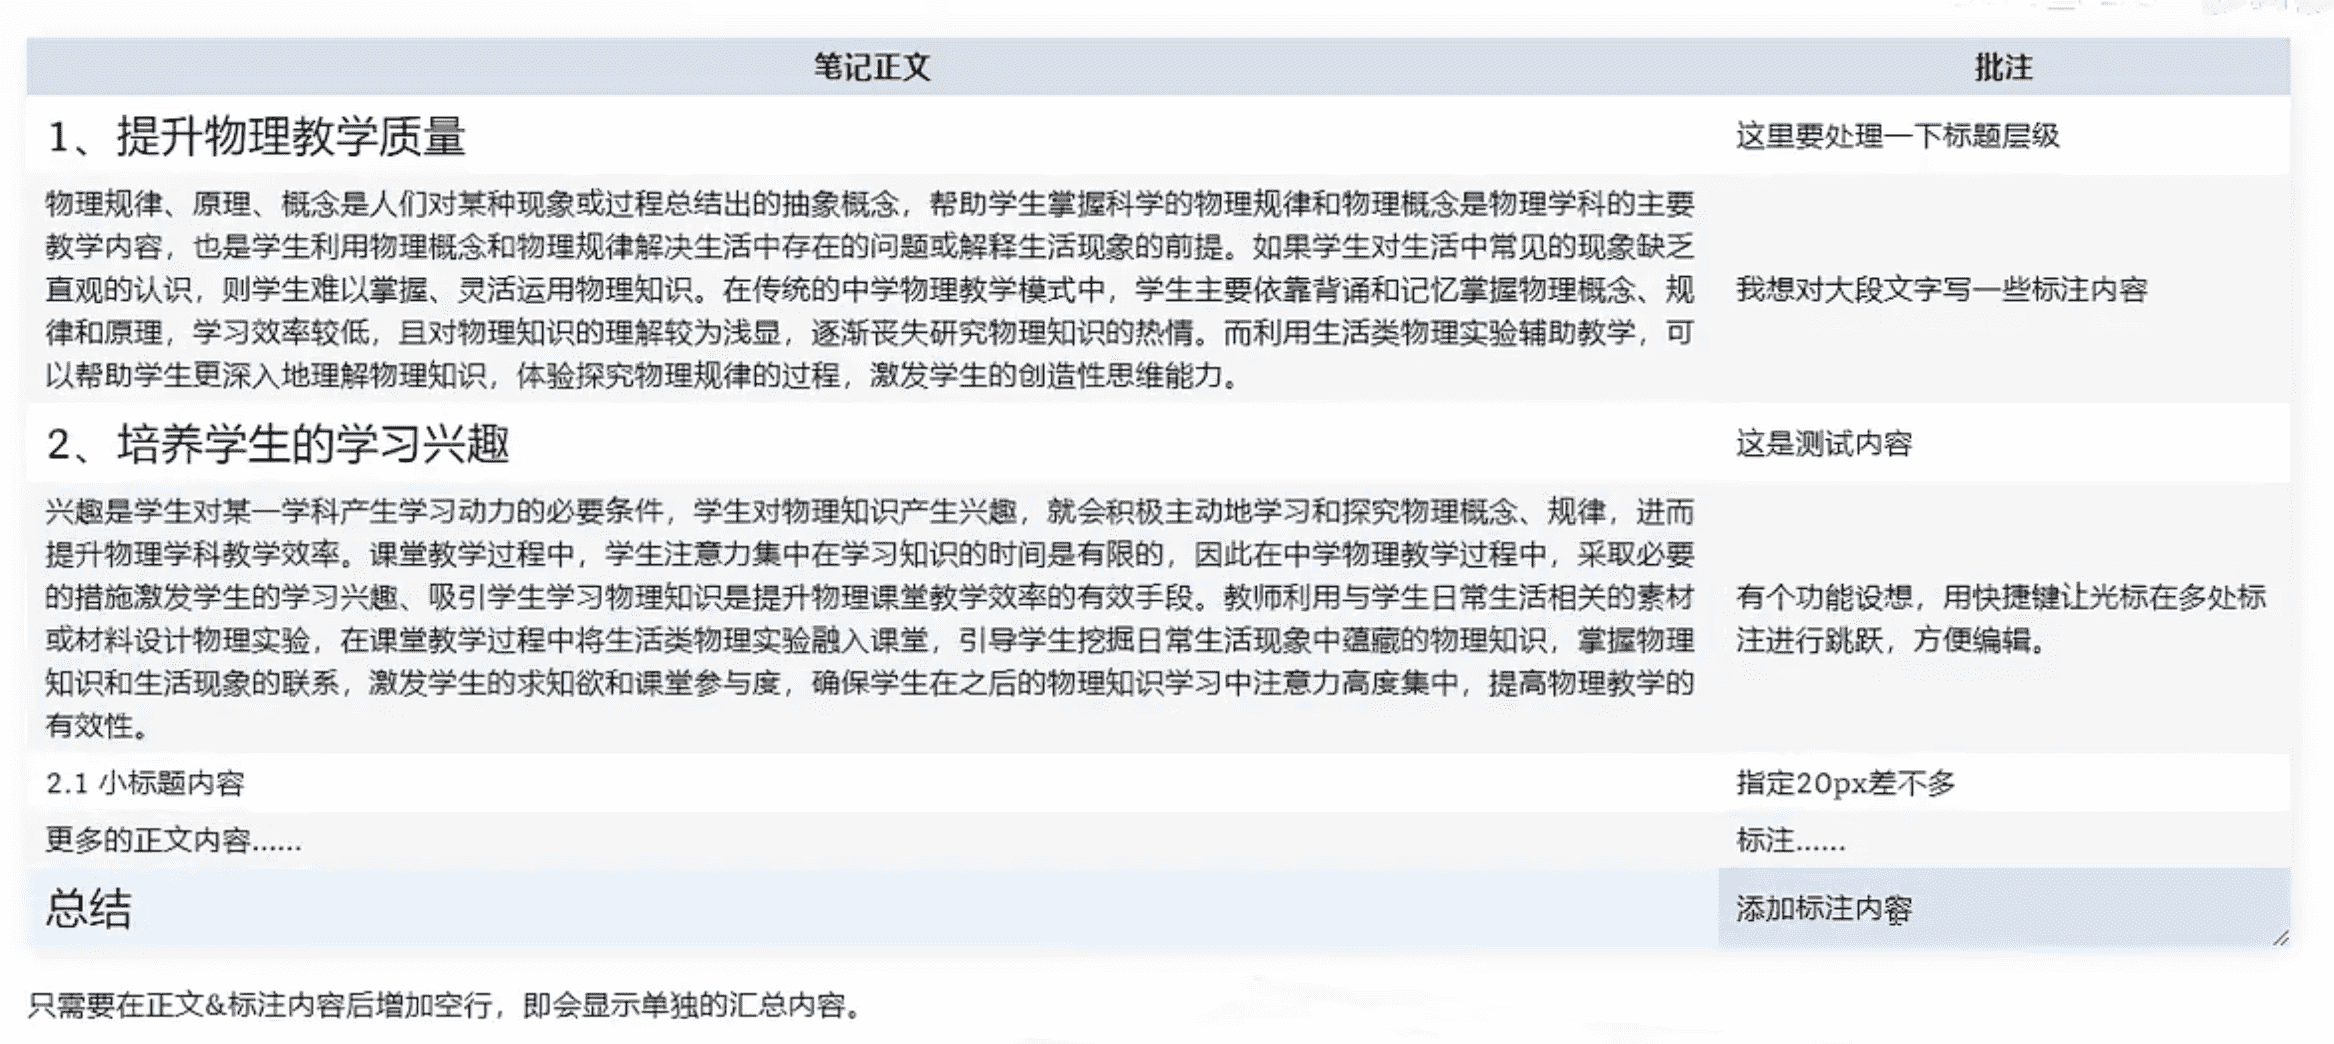 笔记正文 批注
1、提升物理教学质量 这里要处理一下标题层级
物理规律、原理、概念是人们对某种现象或过程总结出的抽象概念，帮助学生掌握科学的物理规律和物理概念是物理学科的主要
教学内容，也是学生利用物理概念和物理规律解决生活中存在的问题或解释生活现象的前提。如果学生对生活中常见的现象缺乏
直观的认识，则学生难以掌握、灵活运用物理知识。在传统的中学物理教学模式中，学生主要依靠背诵和记忆掌握物理概念、规
律和原理，学习效率较低，且对物理知识的理解较为浅显，逐渐丧失研究物理知识的热情。而利用生活类物理实验辅助教学，可
以帮助学生更深入地理解物理知识，体验探究物理规律的过程，激发学生的创造性思维能力。
我想对大段文字写一些标注内容
2、培养学生的学习兴趣 这是测试内容
兴趣是学生对某一学科产生学习动力的必要条件，学生对物理知识产生兴趣，就会积极主动地学习和探究物理概念、规律，进而
提升物理学科教学效率。课堂教学过程中，学生注意力集中在学习知识的时间是有限的，因此在中学物理教学过程中，采取必要
的措施激发学生的学习兴趣、吸引学生学习物理知识是提升物理课堂教学效率的有效手段。教师利用与学生日常生活相关的素材
或材料设计物理实验，在课堂教学过程中将生活类物理实验融入课堂，引导学生挖掘日常生活现象中蕴藏的物理知识，掌握物理
知识和生活现象的联系，激发学生的求知欲和课堂参与度，确保学生在之后的物理知识学习中注意力高度集中，提高物理教学的
有效性。
有个功能设想，用快捷键让光标在多处标
注进行跳跃，方便编辑。
2.1 小标题内容 指定20px差不多
更多的正文内容…… 标注……
总结 添加标注内容
只需要在正文&标注内容后增加空行，即会显示单独的汇总内容。